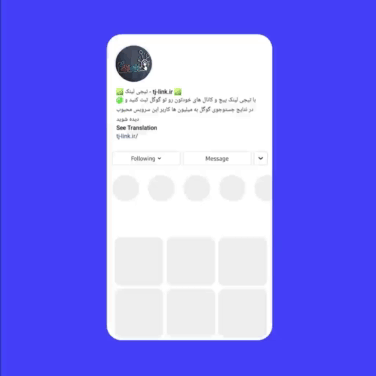 تیجی لینک - tj-link.ir
با تیجی لینک پیج و کانال های خودتون رو تو گوگل ثبت کنید و
در نتایج جستوجوی گوگل به میلیون ها کاربر این سرویس محبوب
دیده شوید
See Translation
tj-link.ir/
Following Message